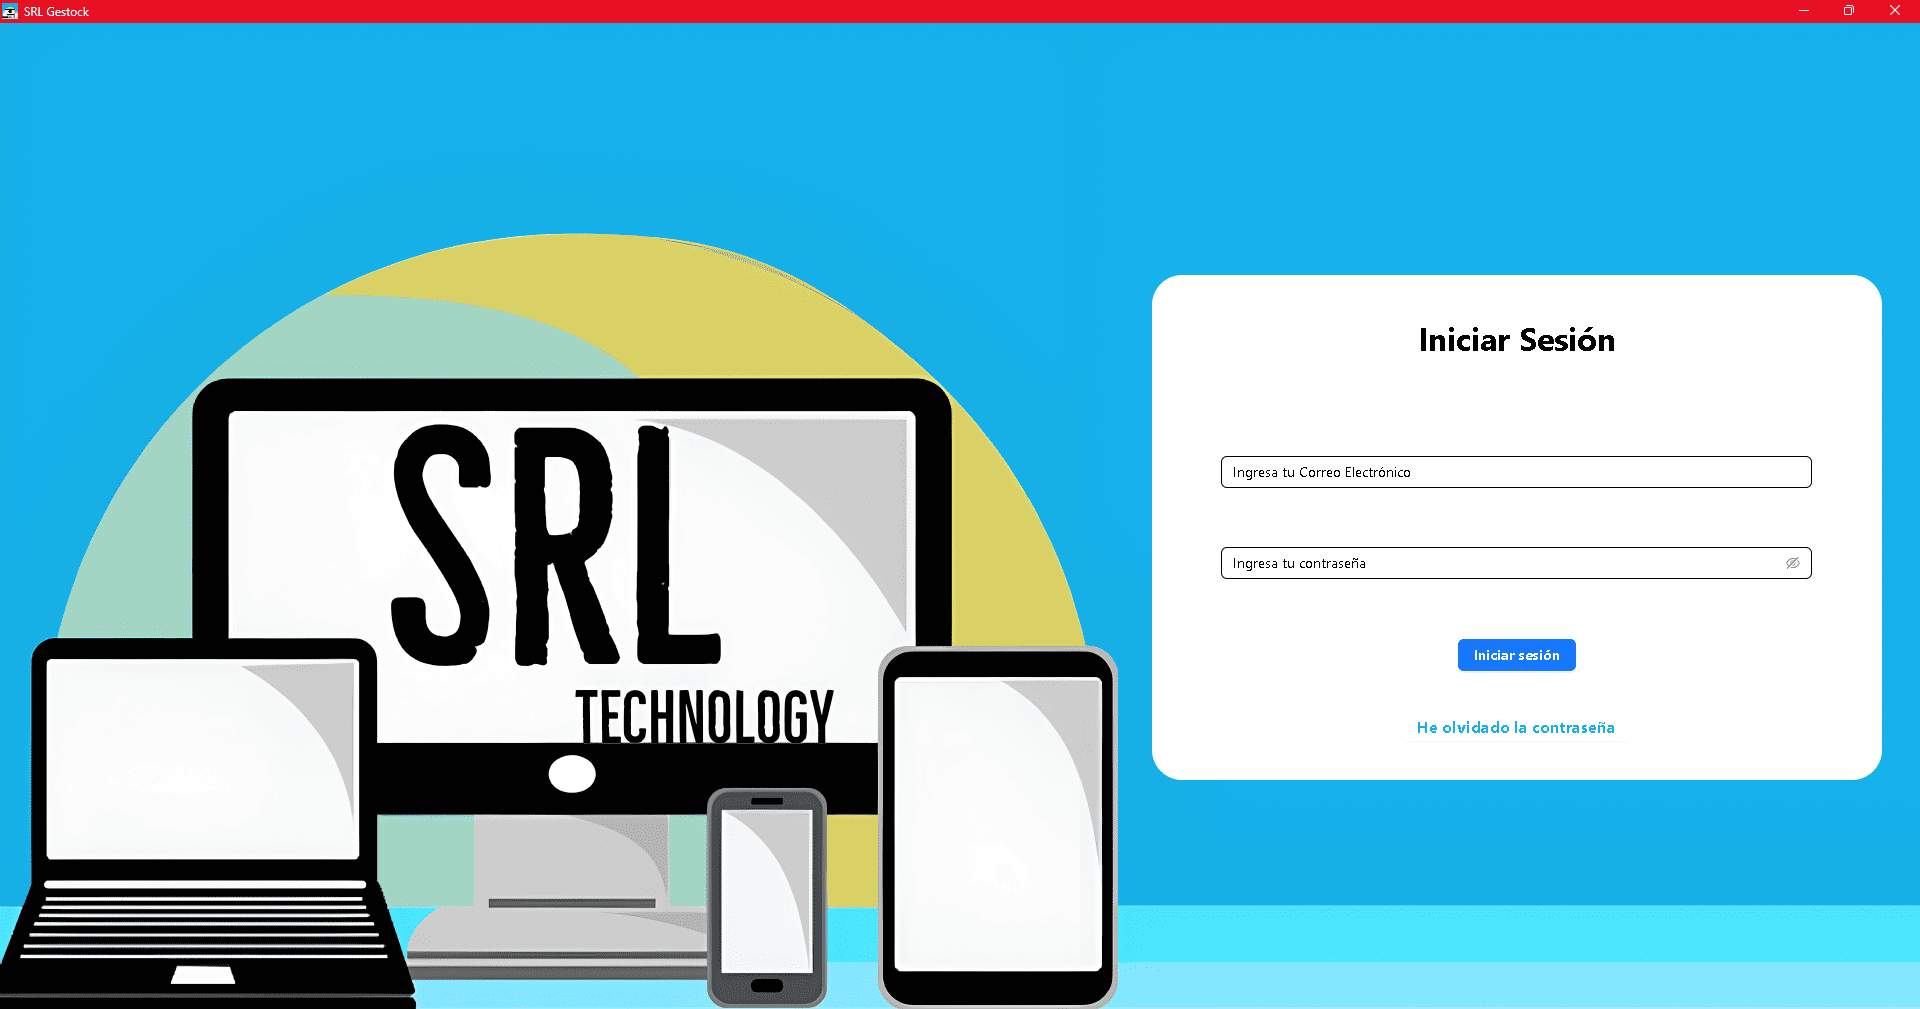 SRL Gestock
SRL
TECHNOLOGY
Iniciar Sesión
Ingresa tu Correo Electrónico
Ingresa tu contraseña
Iniciar sesión
He olvidado la contraseña